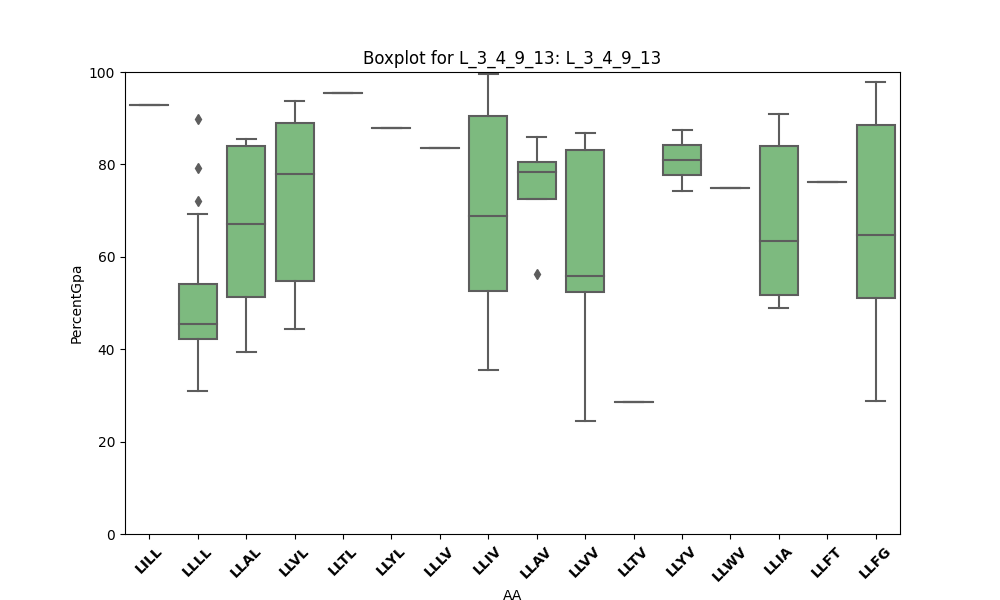 Boxplot for L_3_4_9_13: L_3_4_9_13
PercentGpa
100
80
60
40
20
0
LILL LLLL LLAL LLVL LLTL LLYL LLLV LLIV LLAV LLVV LLTV LLYV LLWV LLIA LLFT LLFG
AA